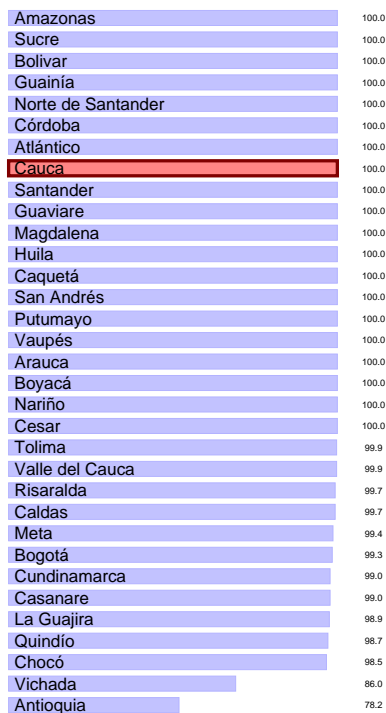 Amazonas 100.0
Sucre 100.0
Bolivar 100.0
Guainía 100.0
Norte de Santander 100.0
Córdoba 100.0
Atlántico 100.0
Cauca 100.0
Santander 100.0
Guaviare 100.0
Magdalena 100.0
Huila 100.0
Caquetá 100.0
San Andrés 100.0
Putumayo 100.0
Vaupés 100.0
Arauca 100.0
Boyacá 100.0
Nariño 100.0
Cesar 100.0
Tolima 99.9
Valle del Cauca 99.9
Risaralda 99.7
Caldas 99.7
Meta 99.4
Bogotá 99.3
Cundinamarca 99.0
Casanare 99.0
La Guajira 98.9
Quindío 98.7
Chocó 98.5
Vichada 86.0
Antioquia 78.2